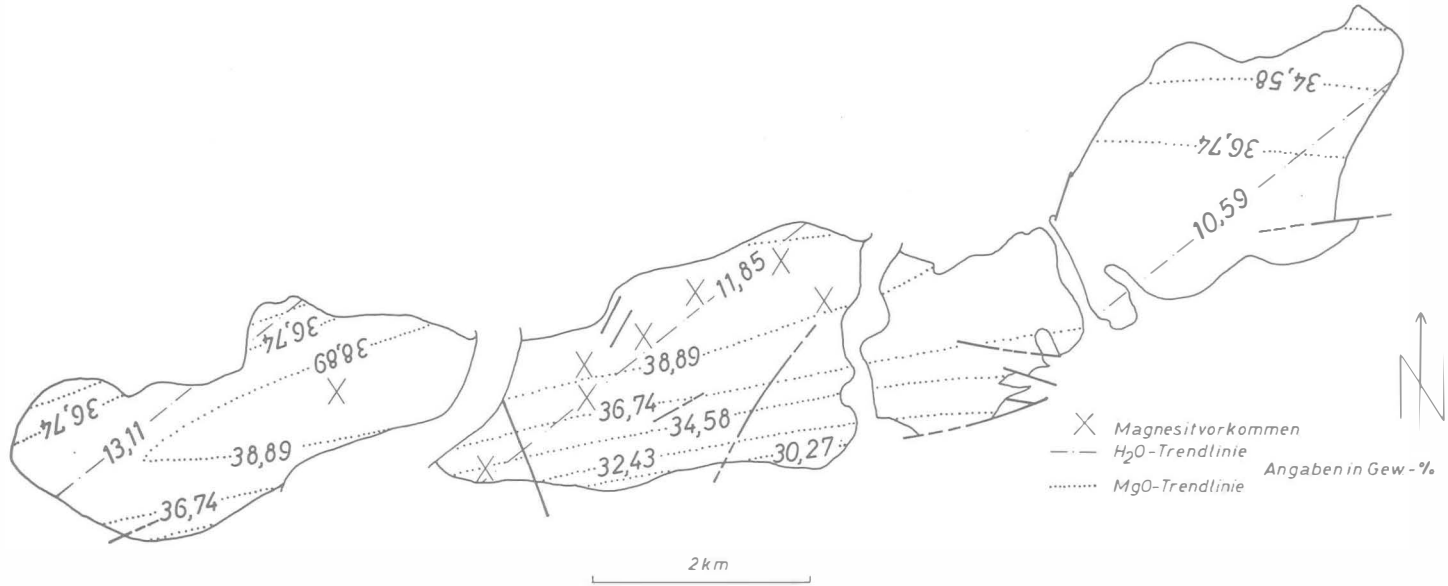 34,58
36,74
10,59
11,85
36,74
38,89
38,89
36,74
36,74
34,58
13,11
38,89
32,43
30,27
36,74
Magnesitvorkommen
H₂O-Trendlinie
Angaben in Gew-%
MgO-Trendlinie
N
2km